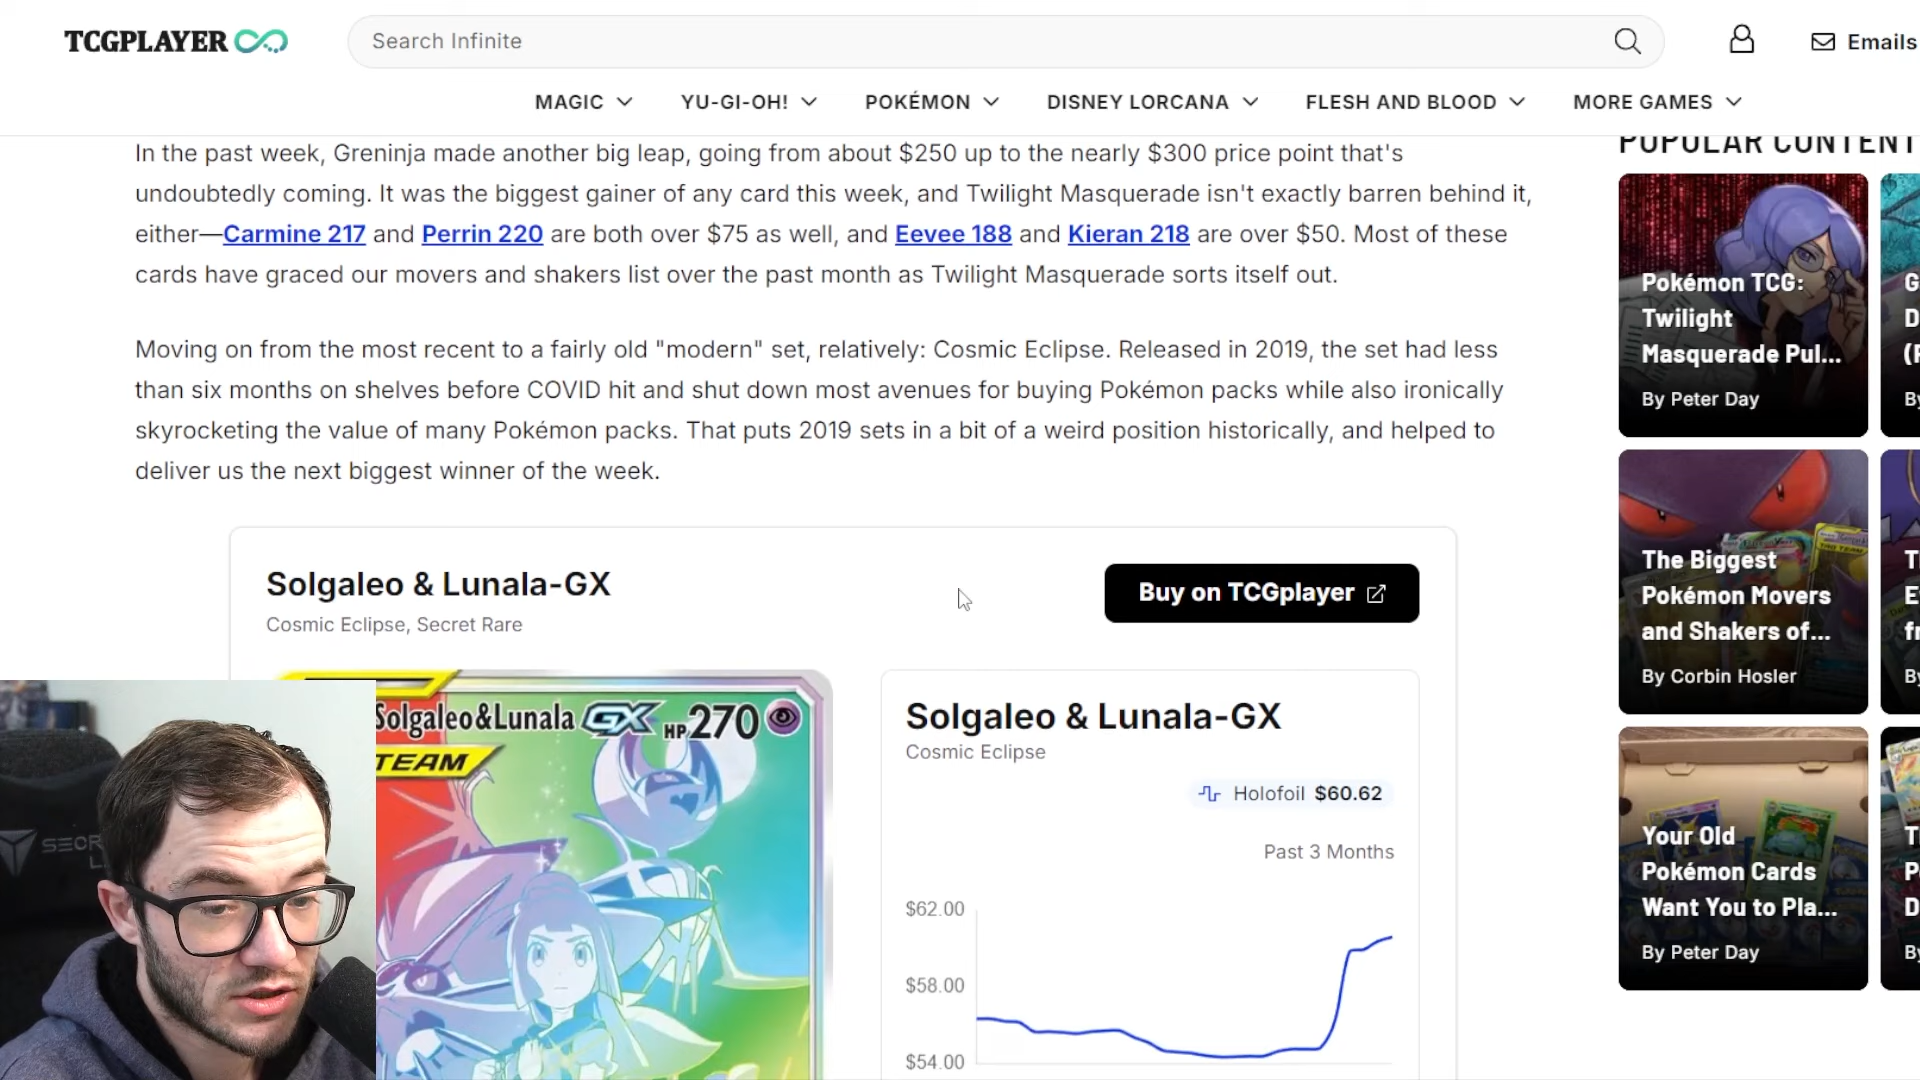 TCGPLAYER
Search Infinite
Emails
MAGIC
YU-GI-OH!
POKÉMON
DISNEY LORCANA
FLESH AND BLOOD
MORE GAMES
In the past week, Greninja made another big leap, going from about $250 up to the nearly $300 price point that's
undoubtedly coming. It was the biggest gainer of any card this week, and Twilight Masquerade isn't exactly barren behind it,
either—Carmine 217 and Perrin 220 are both over $75 as well, and Eevee 188 and Kieran 218 are over $50. Most of these
cards have graced our movers and shakers list over the past month as Twilight Masquerade sorts itself out.
Moving on from the most recent to a fairly old "modern" set, relatively: Cosmic Eclipse. Released in 2019, the set had less
than six months on shelves before COVID hit and shut down most avenues for buying Pokémon packs while also ironically
skyrocketing the value of many Pokémon packs. That puts 2019 sets in a bit of a weird position historically, and helped to
deliver us the next biggest winner of the week.
Solgaleo & Lunala-GX
Cosmic Eclipse, Secret Rare
Buy on TCGplayer
Solgaleo&Lunala GX HP270
TEAM
Solgaleo & Lunala-GX
Cosmic Eclipse
Holofoil $60.62
Past 3 Months
$62.00
$58.00
$54.00
POPULAR CONTENT
Pokémon TCG:
Twilight
Masquerade Pul...
By Peter Day
The Biggest
Pokémon Movers
and Shakers of...
By Corbin Hosler
Your Old
Pokémon Cards
Want You to Pla...
By Peter Day